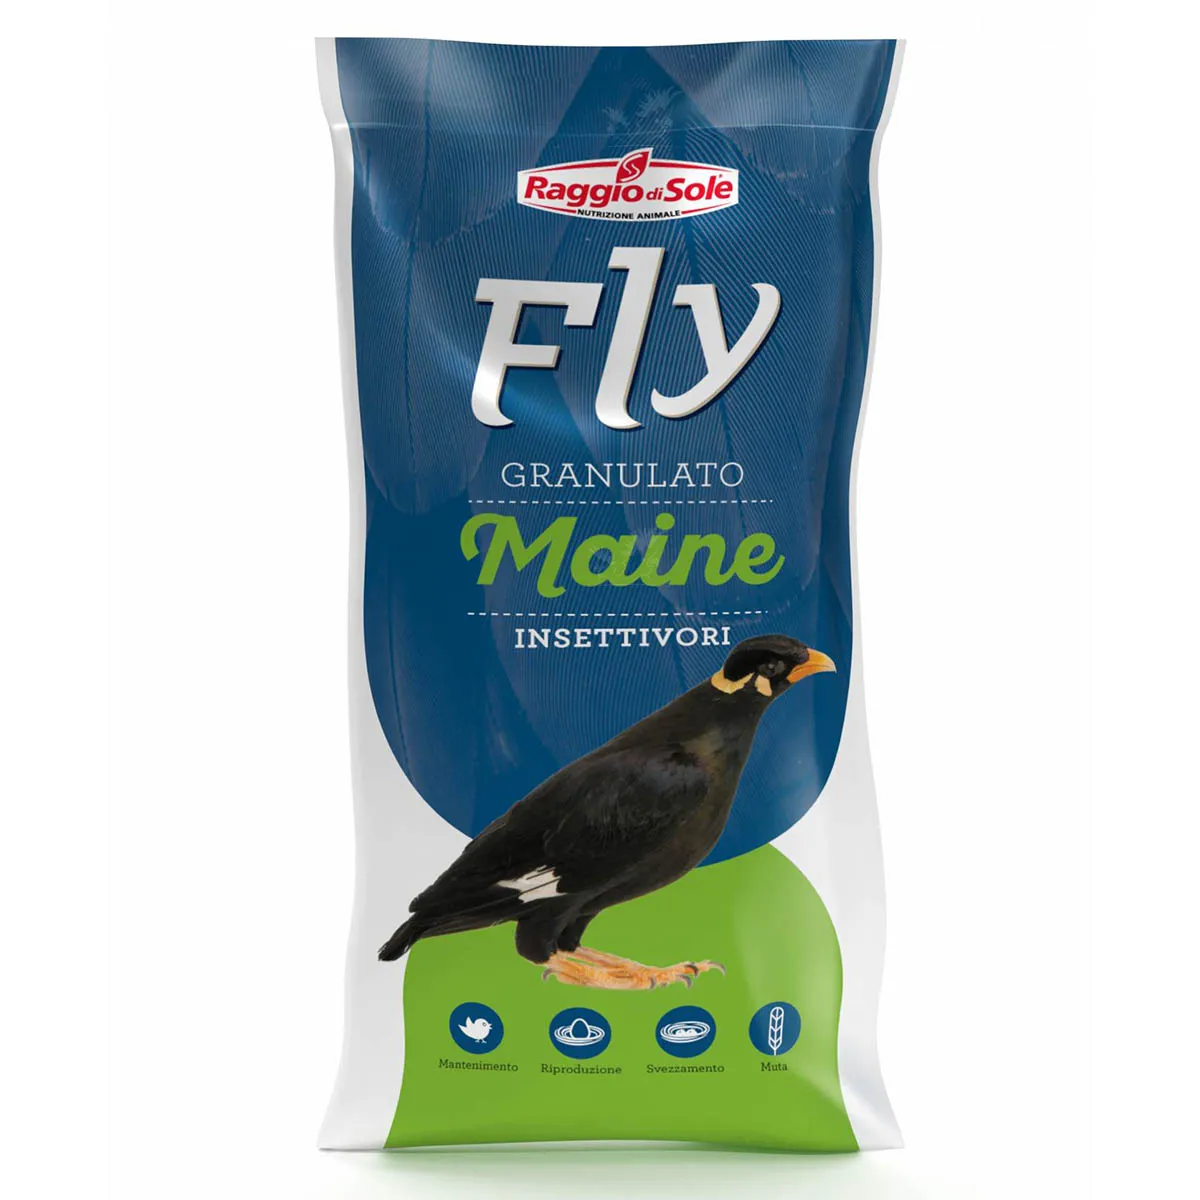 Raggio di Sole
NUTRIZIONE ANIMALE
Fly
GRANULATO
Maine
INSETTIVORI
Mantenimento
Riproduzione
Svezzamento
Muta